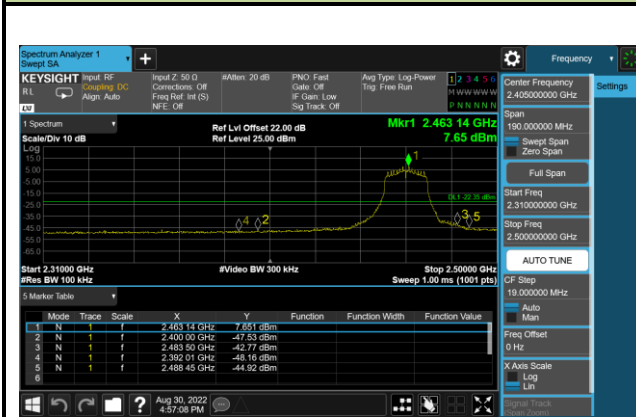 Spectrum Analyzer 1
Swept SA
+
Frequency
KEYSIGHT
R L
Input: RF
Coupling: DC
Align: Auto
Input Z: 50 Ω
Corrections: Off
Freq Ref: Int (S)
NFE: Off
#Atten: 20 dB
PNO: Fast
Gate: Off
IF Gain: Low
Sig Track: Off
Avg Type: Log-Power
Trig: Free Run
1 2 3 4 5 6
M W W W W W
P N N N N N
1 Spectrum
Scale/Div 10 dB
Ref Lvl Offset 22.00 dB
Ref Level 25.00 dBm
Mkr1 2.463 14 GHz
7.65 dBm
Log
15.0
5.00
-5.00
-15.0
-25.0
-35.0
-45.0
-55.0
-65.0
1
DL1 -22.35 dBm
4 2
3 5
Start 2.31000 GHz
#Res BW 100 kHz
#Video BW 300 kHz
Stop 2.50000 GHz
Sweep 1.00 ms (1001 pts)
5 Marker Table
Mode Trace Scale X Y Function Function Width Function Value
1 N 1 f 2.463 14 GHz 7.651 dBm
2 N 1 f 2.400 00 GHz -47.53 dBm
3 N 1 f 2.483 50 GHz -42.77 dBm
4 N 1 f 2.392 01 GHz -48.16 dBm
5 N 1 f 2.488 45 GHz -44.92 dBm
6
Aug 30, 2022
4:57:08 PM
?
Settings
Center Frequency
2.405000000 GHz
Span
190.000000 MHz
Swept Span
Zero Span
Full Span
Start Freq
2.310000000 GHz
Stop Freq
2.500000000 GHz
AUTO TUNE
CF Step
19.000000 MHz
Auto
Man
Freq Offset
0 Hz
X Axis Scale
Log
Lin
Signal Track
(Span Zoom)